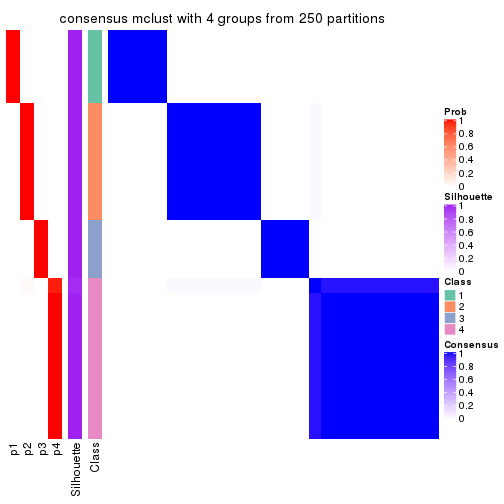 consensus mclust with 4 groups from 250 partitions
Prob
1
0.8
0.6
0.4
0.2
0
Silhouette
1
0.8
0.6
0.4
0.2
0
Class
1
2
3
4
Consensus
1
0.8
0.6
0.4
0.2
0
p1
p2
p3
p4
Silhouette
Class